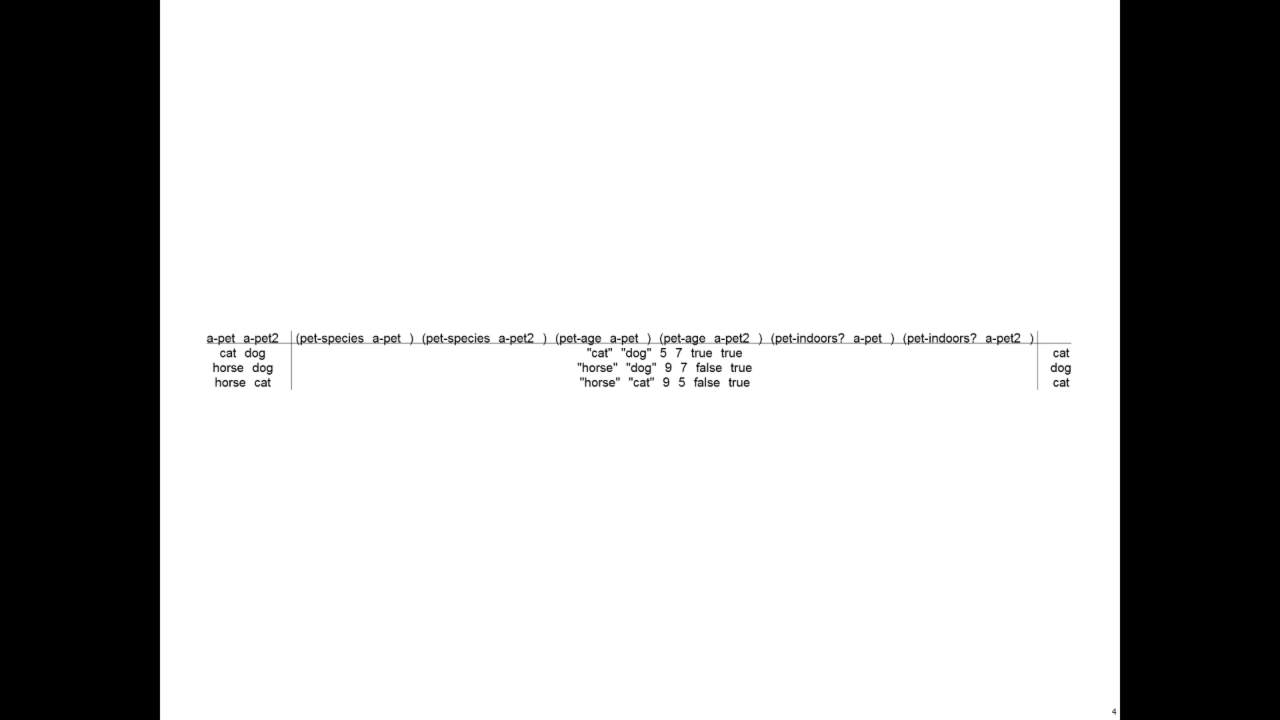 a-pet a-pet2 (pet-species a-pet ) (pet-species a-pet2 ) (pet-age a-pet ) (pet-age a-pet2 ) (pet-indoors? a-pet ) (pet-indoors? a-pet2 )
cat dog "cat" "dog" 5 7 true true cat
horse dog "horse" "dog" 9 7 false true dog
horse cat "horse" "cat" 9 5 false true cat
4